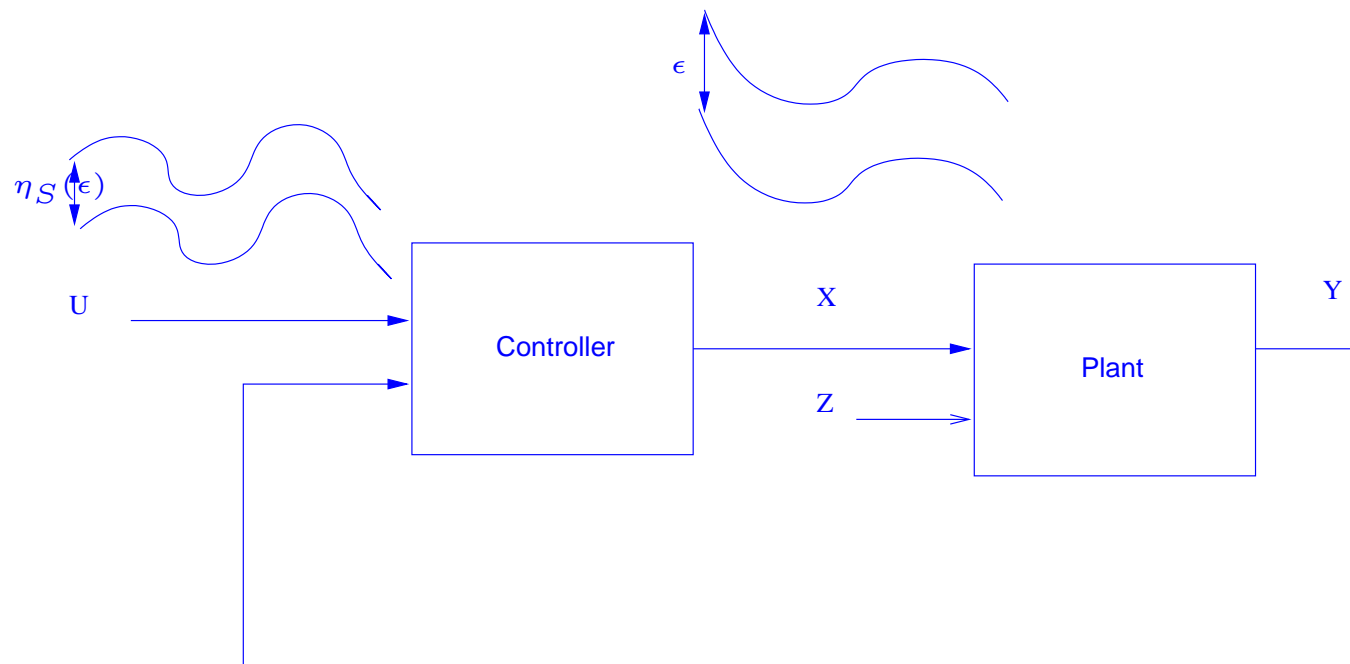 ϵ
η_S(ϵ)
U
X
Y
Controller
Plant
Z